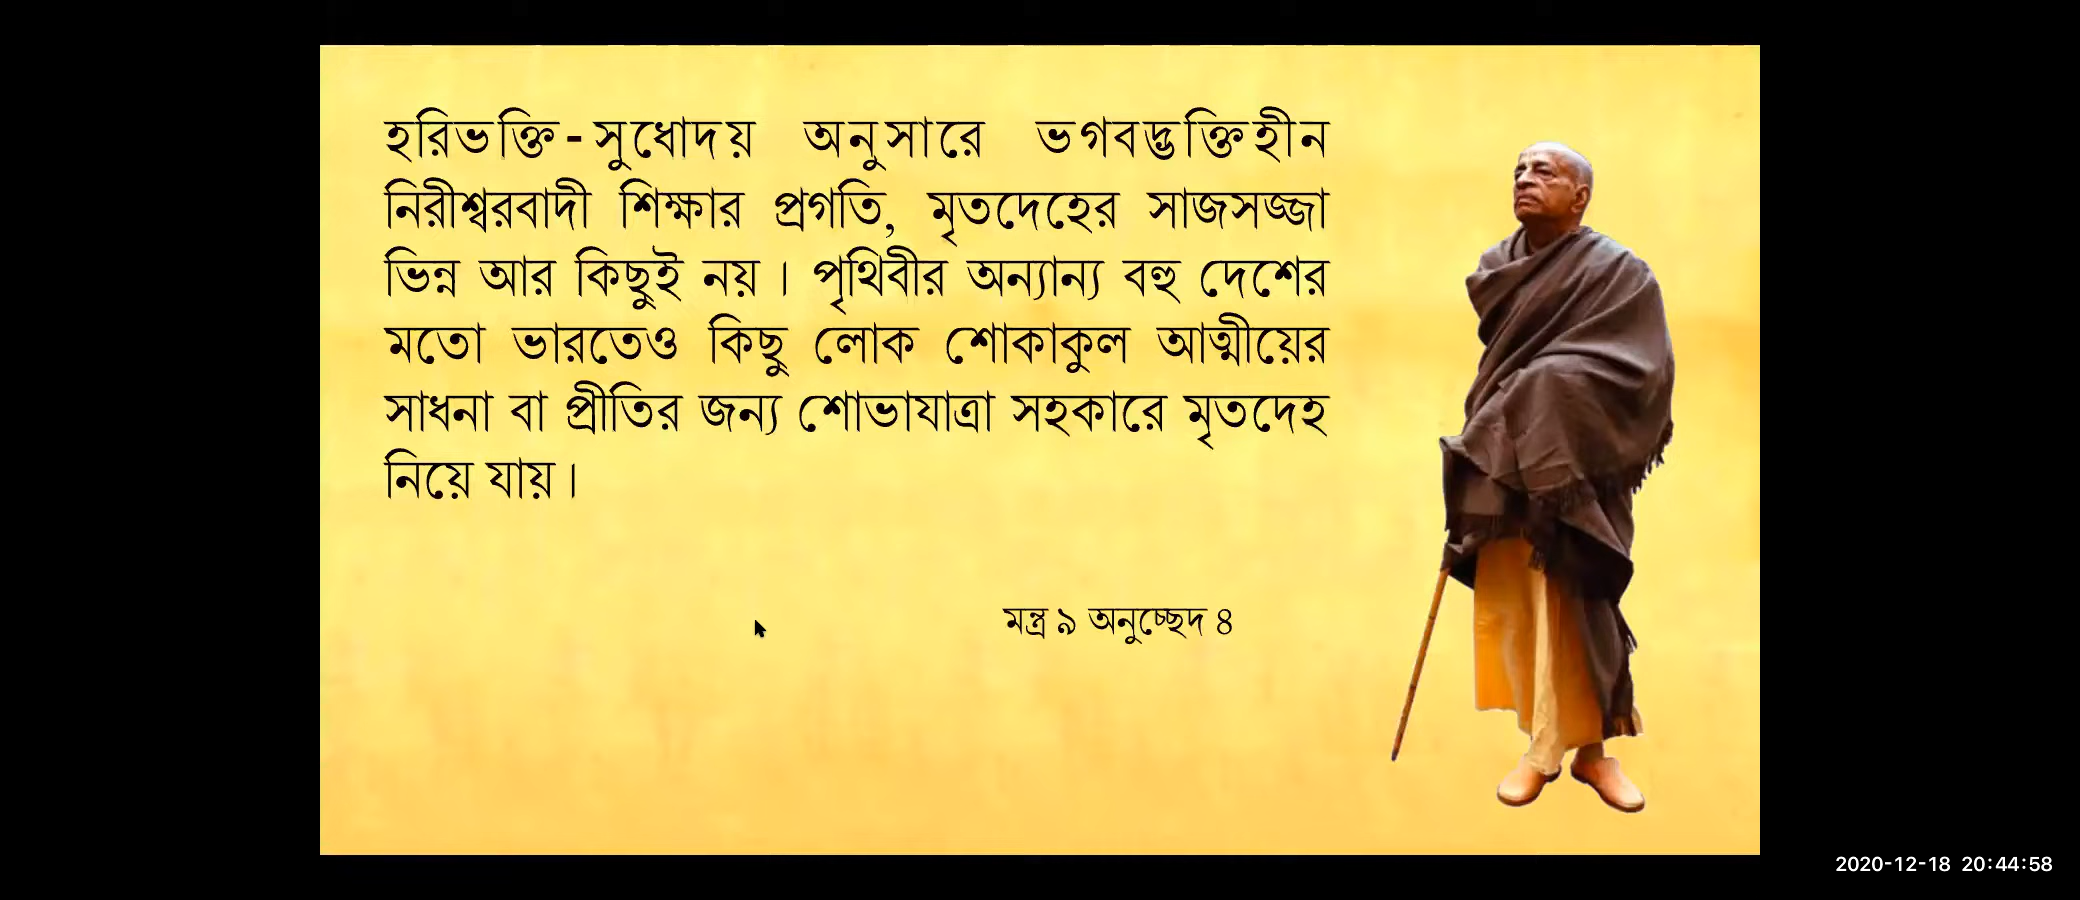 হরিভক্তি-সুধোদয় অনুসারে ভগবদ্ভক্তিহীন
নিরীশ্বরবাদী শিক্ষার প্রগতি, মৃতদেহের সাজসজ্জা
ভিন্ন আর কিছুই নয়। পৃথিবীর অন্যান্য বহু দেশের
মতো ভারতেও কিছু লোক শোকাকুল আত্মীয়ের
সাধনা বা প্রীতির জন্য শোভাযাত্রা সহকারে মৃতদেহ
নিয়ে যায়।
মন্ত্র ৯ অনুচ্ছেদ ৪
2020-12-18 20:44:58